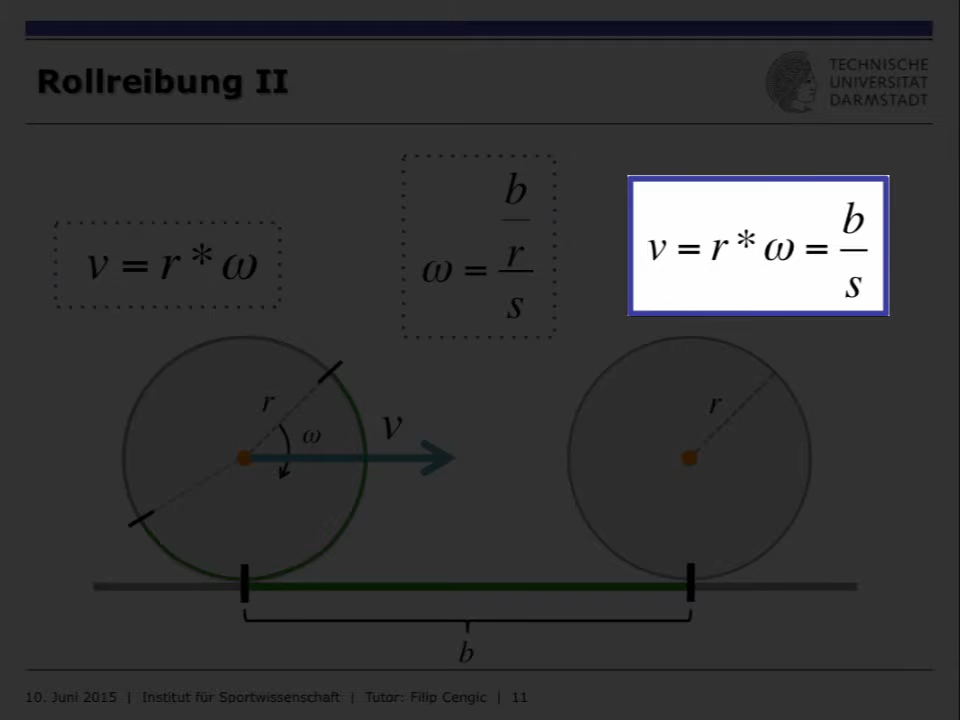 Rollreibung II
TECHNISCHE
UNIVERSITÄT
DARMSTADT
v = r * ω
ω = b/r/s
v = r * ω = b/s
r
ω
v
r
b
10. Juni 2015 | Institut für Sportwissenschaft | Tutor: Filip Cengic | 11